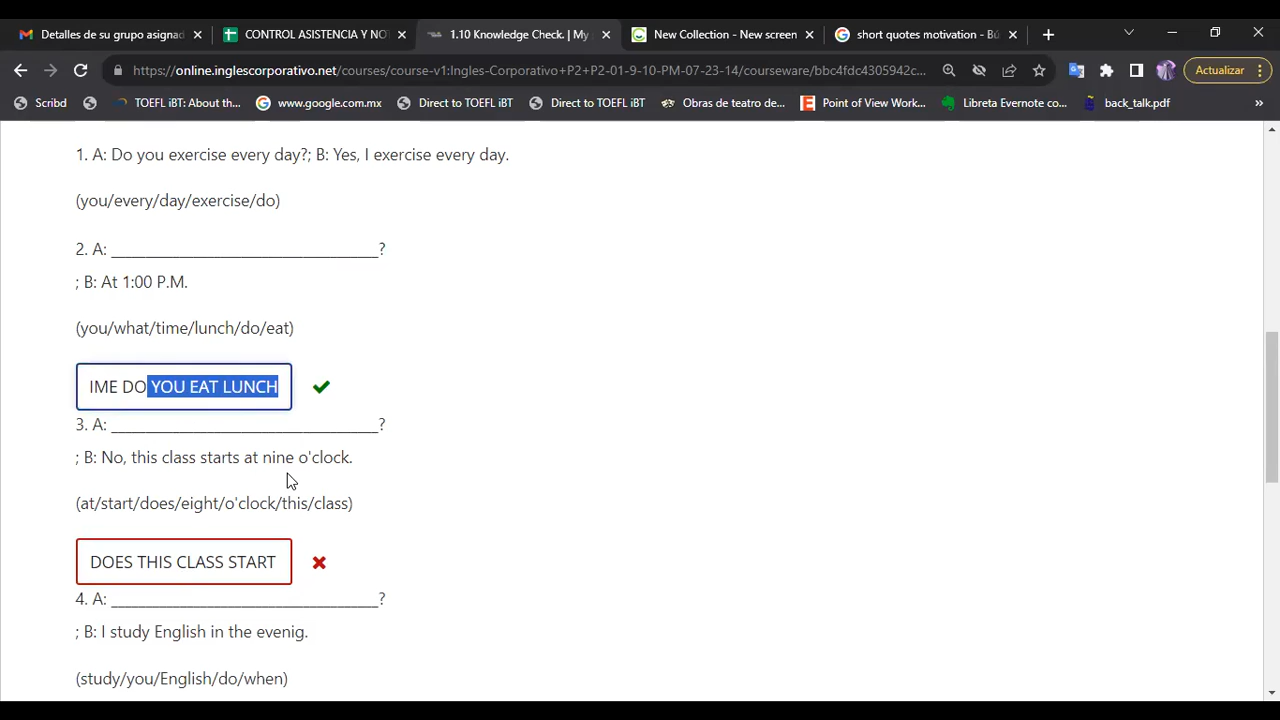 Detalles de su grupo asignad
CONTROL ASISTENCIA Y NO
1.10 Knowledge Check. | My
New Collection - New screen
short quotes motivation - Bú
https://online.inglescorporativo.net/courses/course-v1:Ingles-Corporativo+P2+P2-01-9-10-PM-07-23-14/courseware/bbc4fdc4305942c...
Actualizar
Scribd
TOEFL iBT: About th...
www.google.com.mx
Direct to TOEFL iBT
Direct to TOEFL iBT
Obras de teatro de...
Point of View Work...
Libreta Evernote co...
back_talk.pdf
»
1. A: Do you exercise every day?; B: Yes, I exercise every day.
(you/every/day/exercise/do)
2. A: _________________________________?
; B: At 1:00 P.M.
(you/what/time/lunch/do/eat)
IME DO YOU EAT LUNCH
3. A: _________________________________?
; B: No, this class starts at nine o'clock.
(at/start/does/eight/o'clock/this/class)
DOES THIS CLASS START
4. A: _________________________________?
; B: I study English in the evenig.
(study/you/English/do/when)